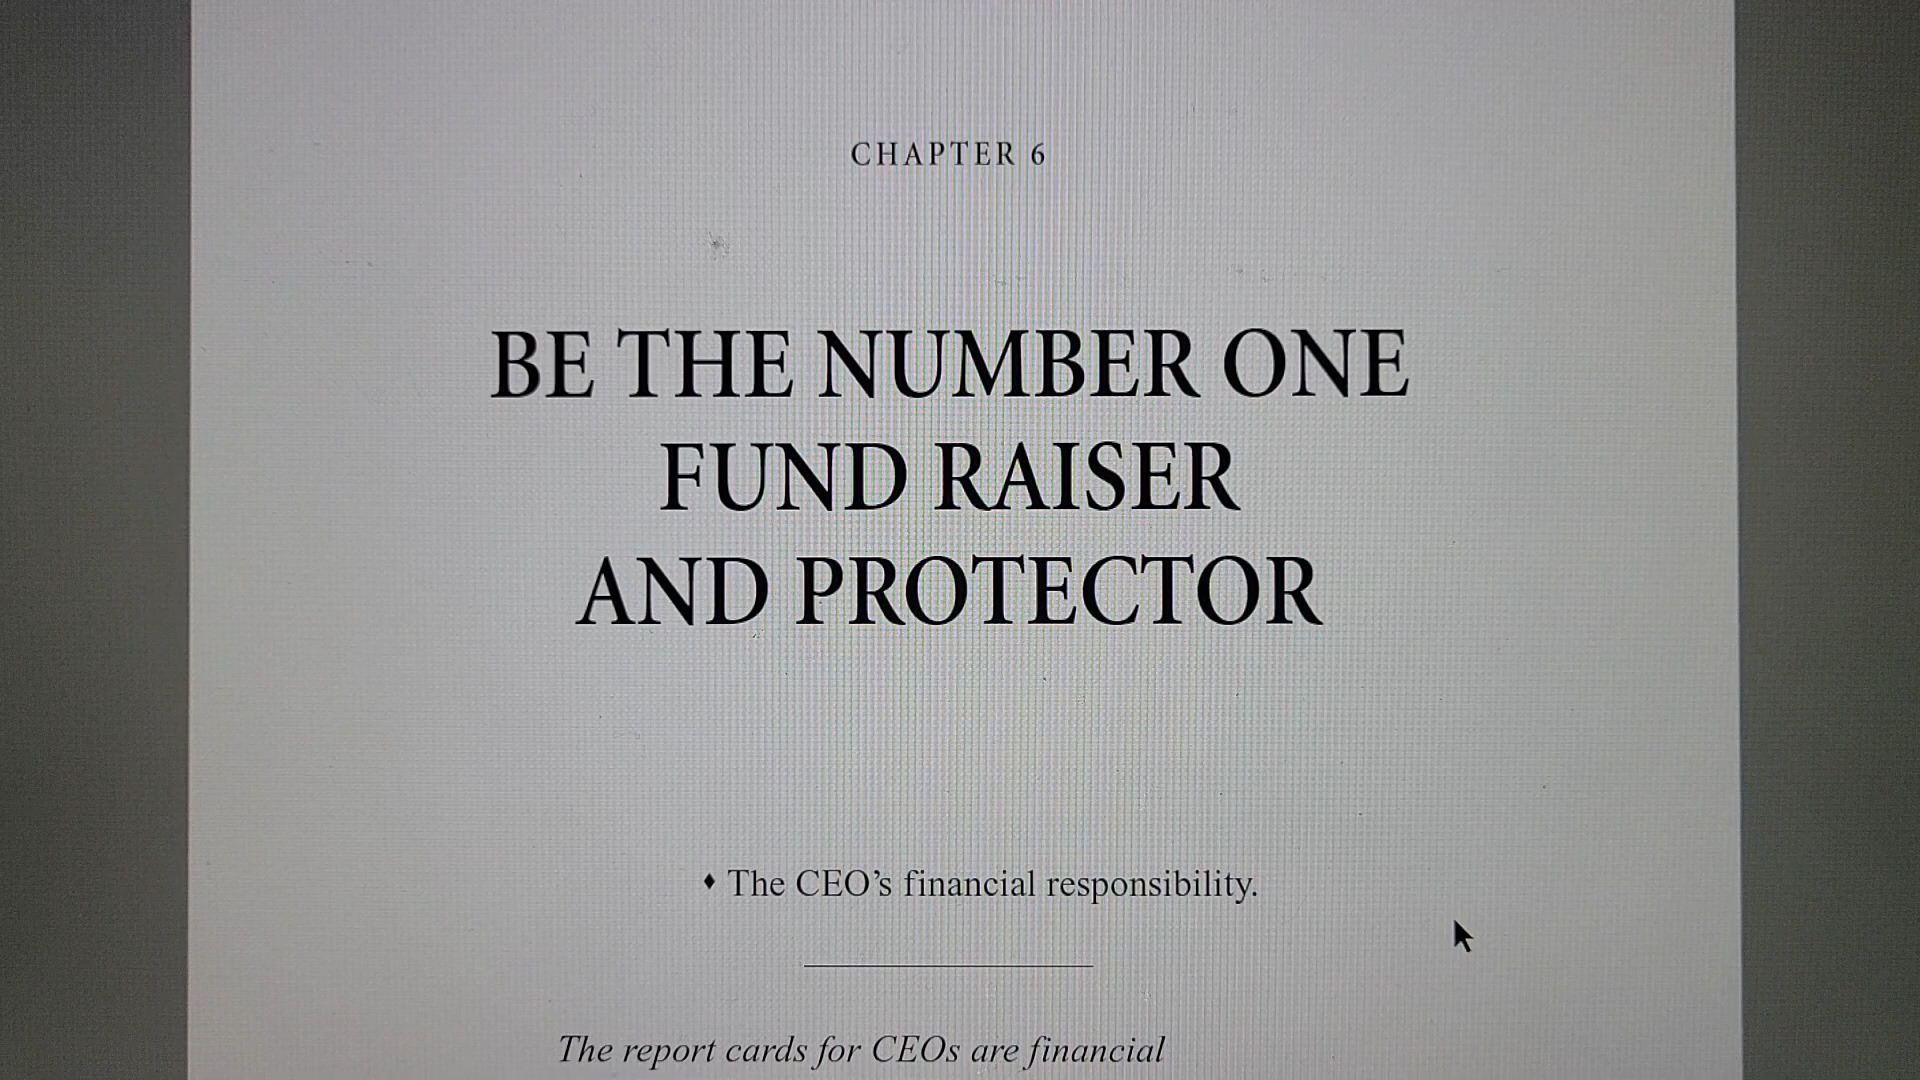 CHAPTER 6
BE THE NUMBER ONE
FUND RAISER
AND PROTECTOR
♦ The CEO’s financial responsibility.
The report cards for CEOs are financial